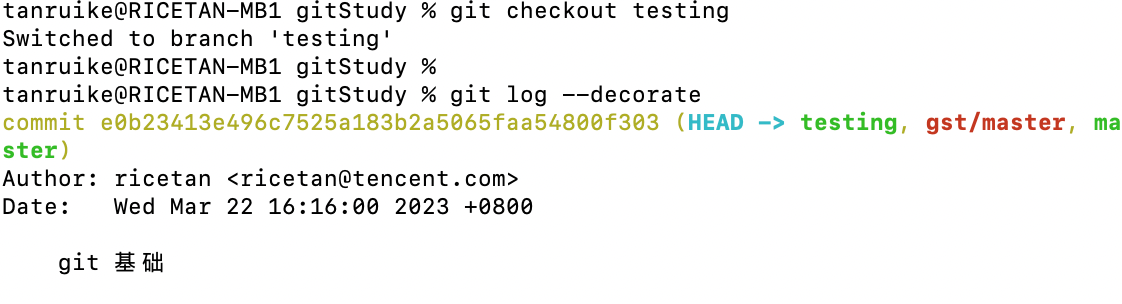 tanruike@RICETAN-MB1 gitStudy % git checkout testing
Switched to branch 'testing'
tanruike@RICETAN-MB1 gitStudy %
tanruike@RICETAN-MB1 gitStudy % git log --decorate
commit e0b23413e496c7525a183b2a5065faa54800f303 (HEAD -> testing, gst/master, ma
ster)
Author: ricetan <ricetan@tencent.com>
Date:   Wed Mar 22 16:16:00 2023 +0800
    git 基础